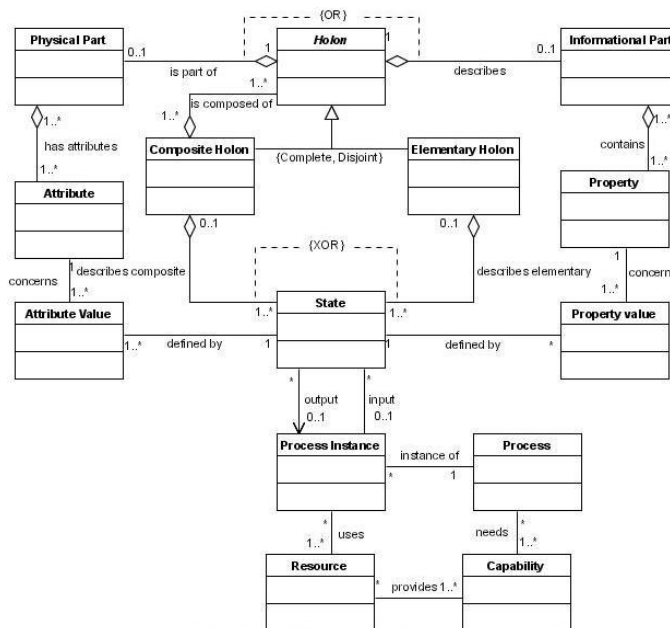 {OR}
Physical Part
Holon
Informational Part
0..1
1
1
0..1
is part of
describes
1..*
is composed of
1..*
1..*
1..*
has attributes
contains
Composite Holon
{Complete, Disjoint}
Elementary Holon
1..*
1..*
Attribute
Property
0..1
0..1
{XOR}
1
1
concerns
describes composite
describes elementary
concern
1..*
1..*
1..*
1..*
Attribute Value
State
Property value
1..*
defined by
1
1
defined by
*
*
*
output
input
0..1
0..1
Process Instance
instance of
Process
*
1
*
*
uses
needs
1..*
1..*
Resource
Capability
*
provides 1..*